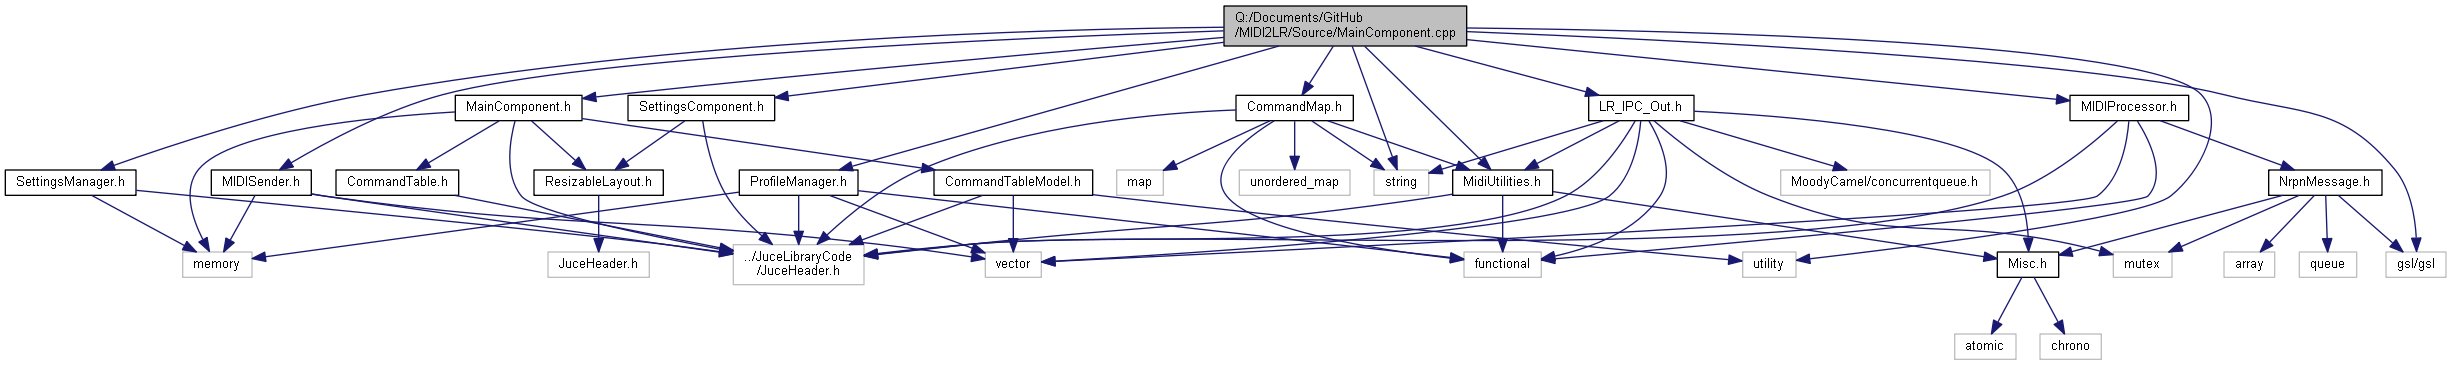 Q:/Documents/GitHub
/MIDI2LR/Source/MainComponent.cpp
MainComponent.h
SettingsComponent.h
CommandMap.h
LR_IPC_Out.h
MIDIProcessor.h
SettingsManager.h
MIDISender.h
CommandTable.h
ResizableLayout.h
ProfileManager.h
CommandTableModel.h
map
unordered_map
string
MidiUtilities.h
MoodyCamel/concurrentqueue.h
NrpnMessage.h
memory
JuceHeader.h
../JuceLibraryCode
/JuceHeader.h
vector
functional
utility
Misc.h
mutex
array
queue
gsl/gsl
atomic
chrono